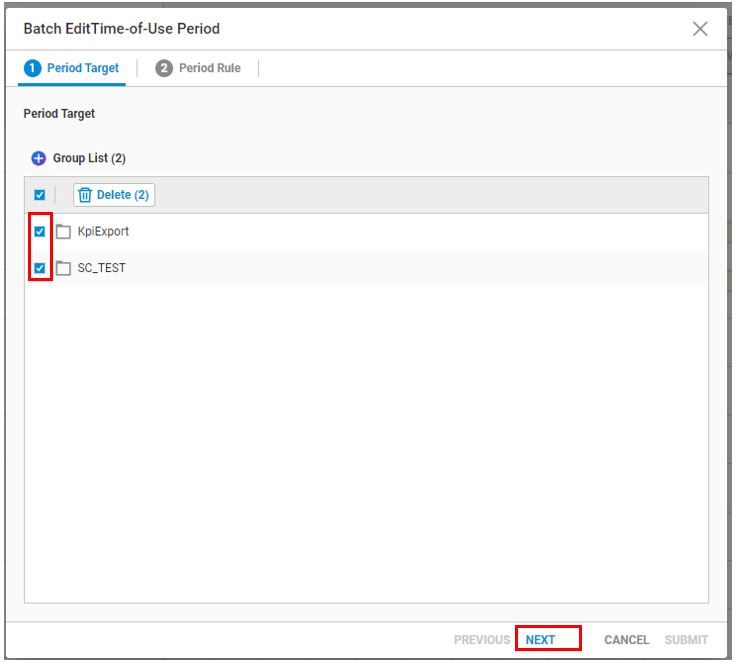 Batch EditTime-of-Use Period
1 Period Target 2 Period Rule
Period Target
Group List (2)
Delete (2)
KpiExport
SC_TEST
PREVIOUS NEXT CANCEL SUBMIT